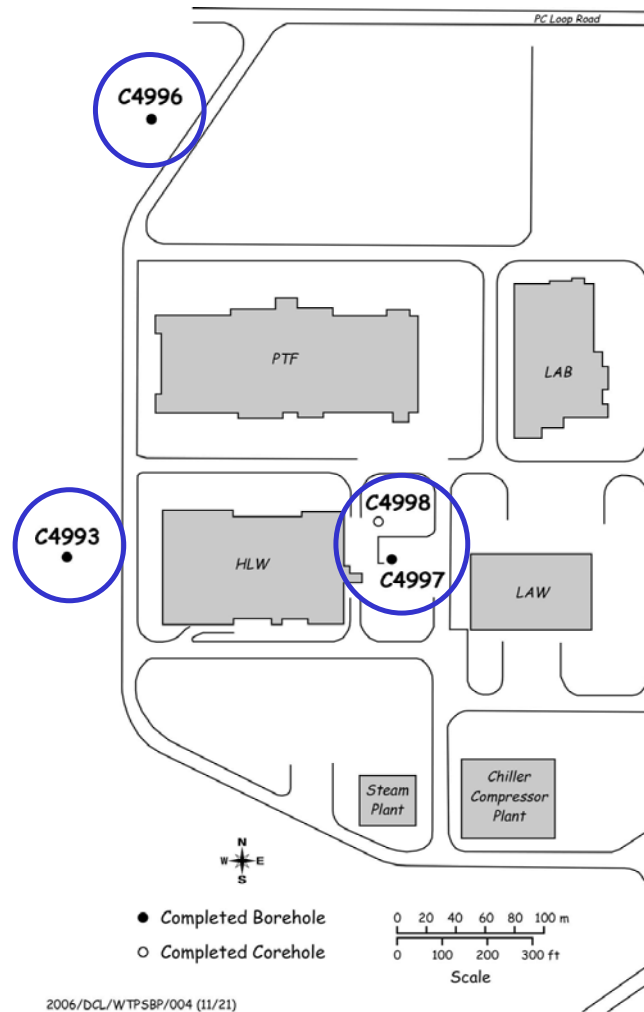 PC Loop Road
C4996
PTF
LAB
C4998
C4993
HLW
C4997
LAW
Steam
Plant
Chiller
Compressor
Plant
N
W E
S
Completed Borehole
Completed Corehole
0 20 40 60 80 100 m
0 100 200 300 ft
Scale
2006/DCL/WTPSBP/004 (11/21)